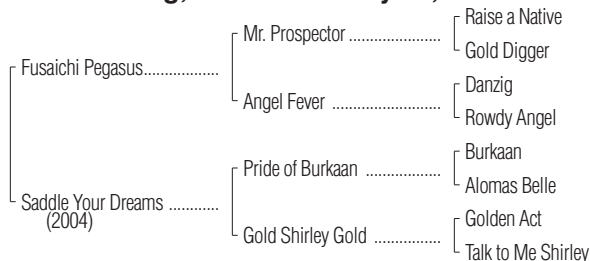 Raise a Native
Mr. Prospector ......................
Gold Digger
Fusaichi Pegasus..................
Danzig
Angel Fever ..........................
Rowdy Angel
Burkaan
Pride of Burkaan ..................
Alomas Belle
Saddle Your Dreams ............
(2004)
Golden Act
Gold Shirley Gold ................
Talk to Me Shirley